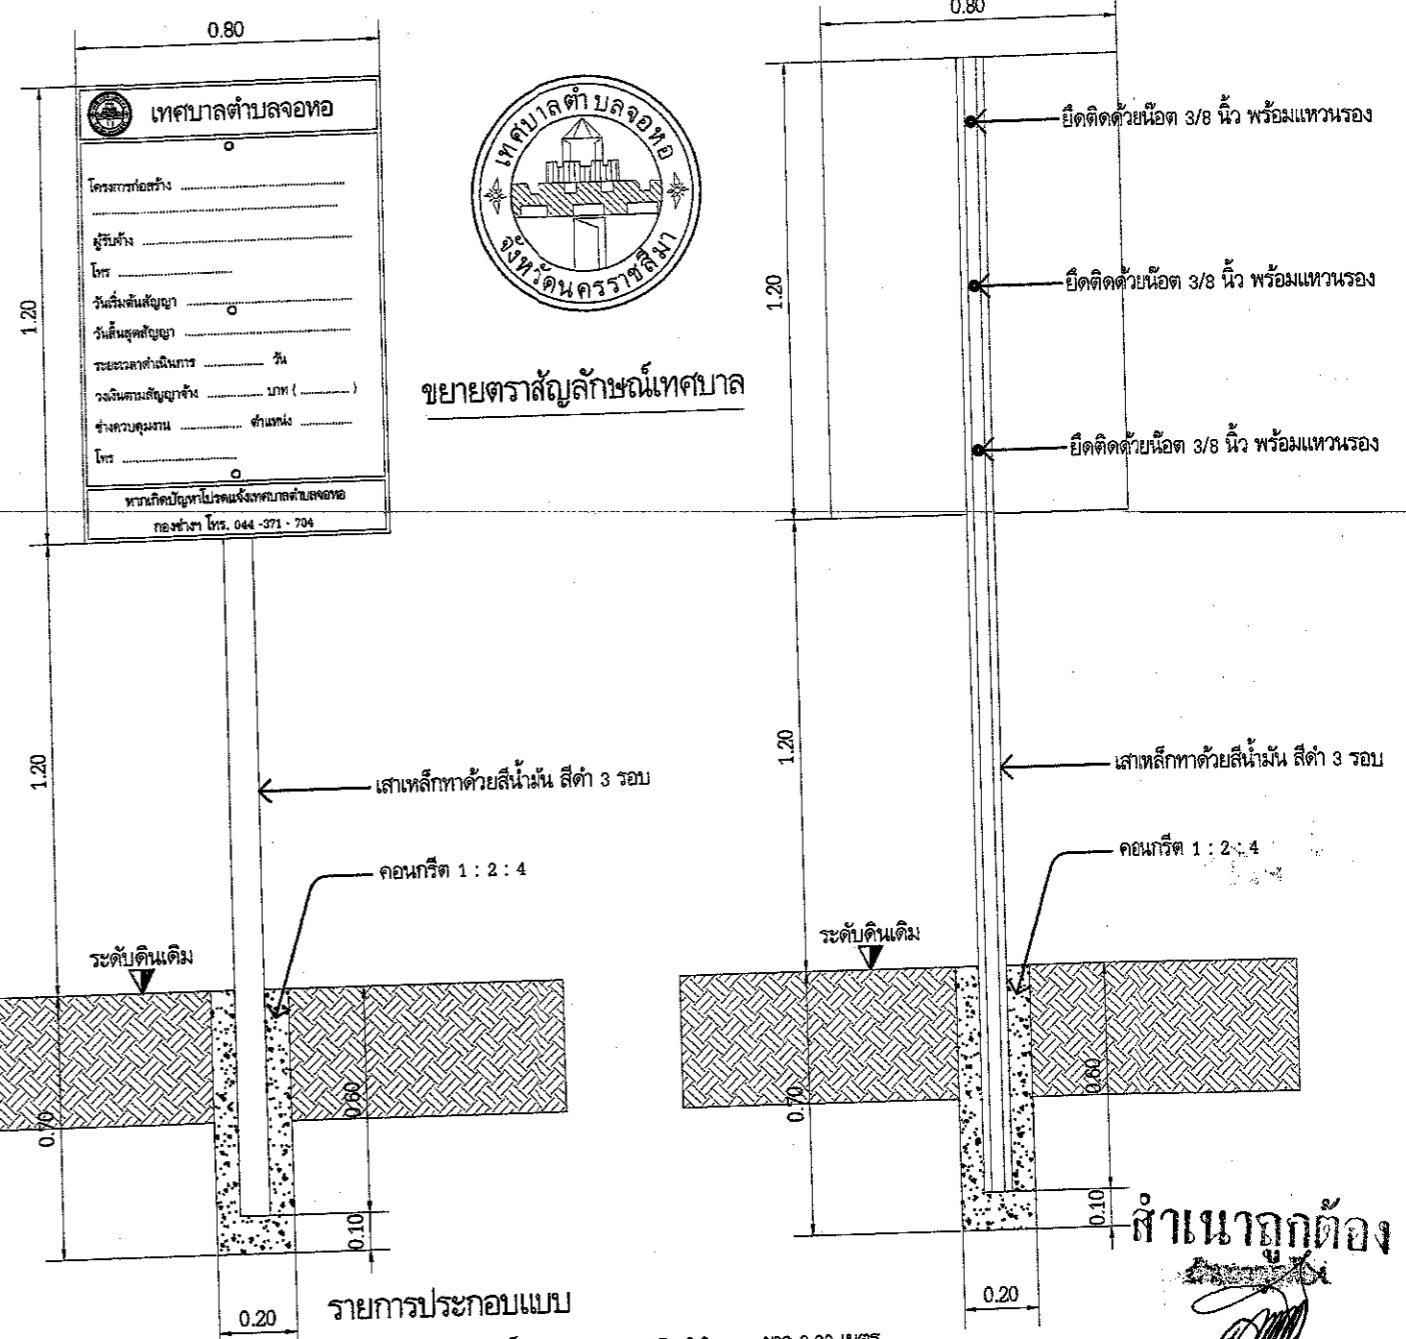 0.80
เทศบาลตำบลจอหอ
โครงการก่อสร้าง ........................................
........................................
ผู้รับจ้าง ........................................
โทร ..............................
วันเริ่มต้นสัญญา ........................................
วันสิ้นสุดสัญญา ........................................
ระยะเวลาดำเนินการ ............... วัน
วงเงินตามสัญญาจ้าง ............... บาท ( ............... )
ช่างควบคุมงาน ............... ตำแหน่ง ...............
โทร ..............................
หากเกิดปัญหาโปรดแจ้งเทศบาลตำบลจอหอ
กองช่างฯ โทร. 044 -371 - 704
1.20
1.20
เทศบาลตำบลจอหอ
จังหวัดนครราชสีมา
ขยายตราสัญลักษณ์เทศบาล
เสาเหล็กทาด้วยสีน้ำมัน สีดำ 3 รอบ
คอนกรีต 1 : 2 : 4
ระดับดินเดิม
0.70
0.60
0.10
0.20
0.80
1.20
ยึดติดด้วยน๊อต 3/8 นิ้ว พร้อมแหวนรอง
ยึดติดด้วยน๊อต 3/8 นิ้ว พร้อมแหวนรอง
ยึดติดด้วยน๊อต 3/8 นิ้ว พร้อมแหวนรอง
1.20
เสาเหล็กทาด้วยสีน้ำมัน สีดำ 3 รอบ
คอนกรีต 1 : 2 : 4
ระดับดินเดิม
0.70
0.60
0.10
0.20
สำเนาถูกต้อง
รายการประกอบแบบ